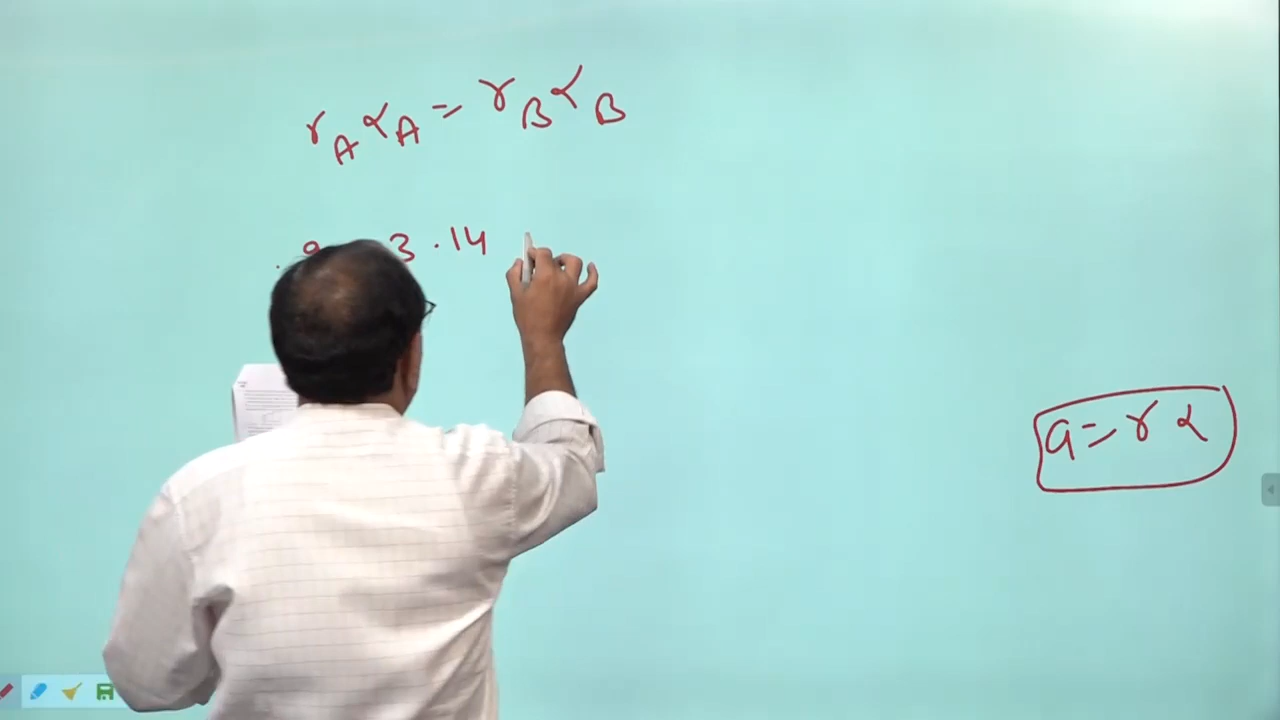 r_A α_A = r_B α_B
3.14
a = r α